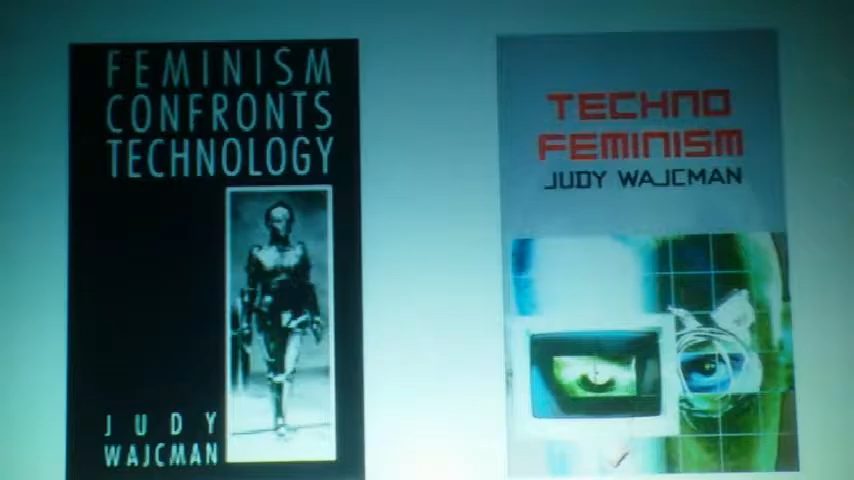 FEMINISM
CONFRONTS
TECHNOLOGY
JUDY
WAJCMAN
TECHNO
FEMINISM
JUDY WAJCMAN